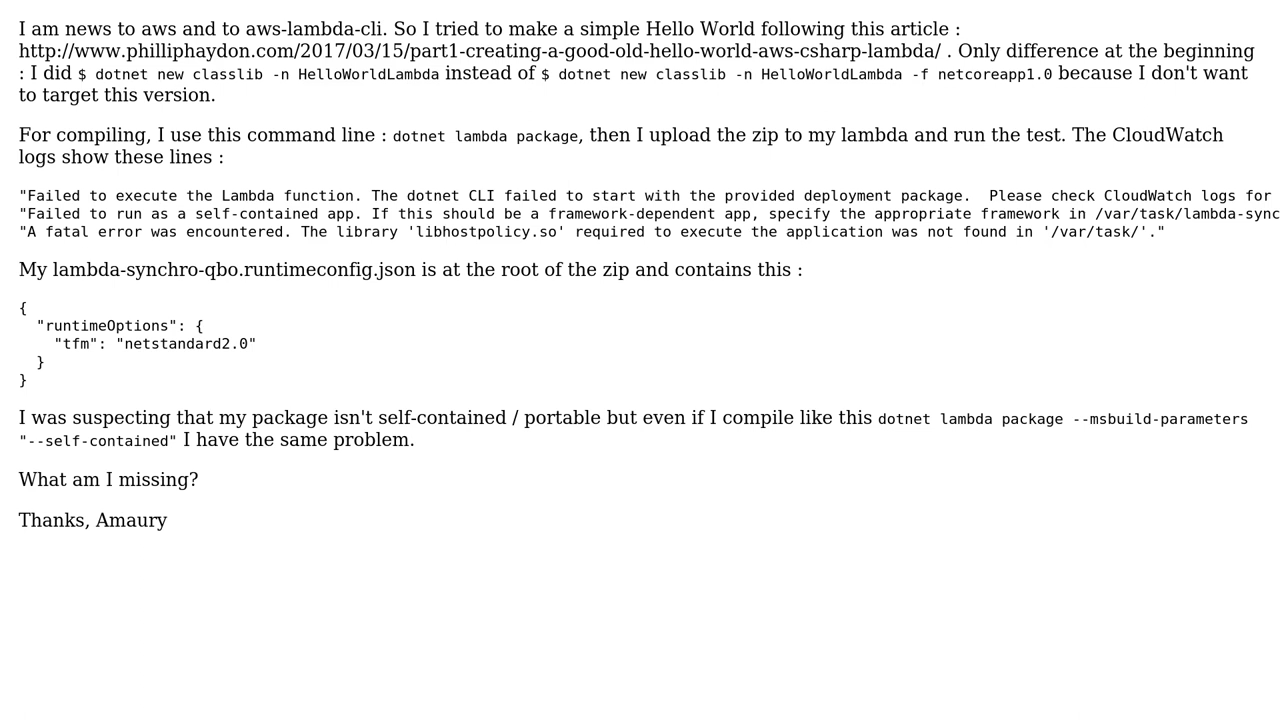 I am news to aws and to aws-lambda-cli. So I tried to make a simple Hello World following this article :
http://www.philliphaydon.com/2017/03/15/part1-creating-a-good-old-hello-world-aws-csharp-lambda/ . Only difference at the beginning
: I did $ dotnet new classlib -n HelloWorldLambda instead of $ dotnet new classlib -n HelloWorldLambda -f netcoreapp1.0 because I don't want
to target this version.
For compiling, I use this command line : dotnet lambda package, then I upload the zip to my lambda and run the test. The CloudWatch
logs show these lines :
"Failed to execute the Lambda function. The dotnet CLI failed to start with the provided deployment package.  Please check CloudWatch logs for
"Failed to run as a self-contained app. If this should be a framework-dependent app, specify the appropriate framework in /var/task/lambda-sync
"A fatal error was encountered. The library 'libhostpolicy.so' required to execute the application was not found in '/var/task/'."
My lambda-synchro-qbo.runtimeconfig.json is at the root of the zip and contains this :
{
  "runtimeOptions": {
    "tfm": "netstandard2.0"
  }
}
I was suspecting that my package isn't self-contained / portable but even if I compile like this dotnet lambda package --msbuild-parameters
"--self-contained" I have the same problem.
What am I missing?
Thanks, Amaury